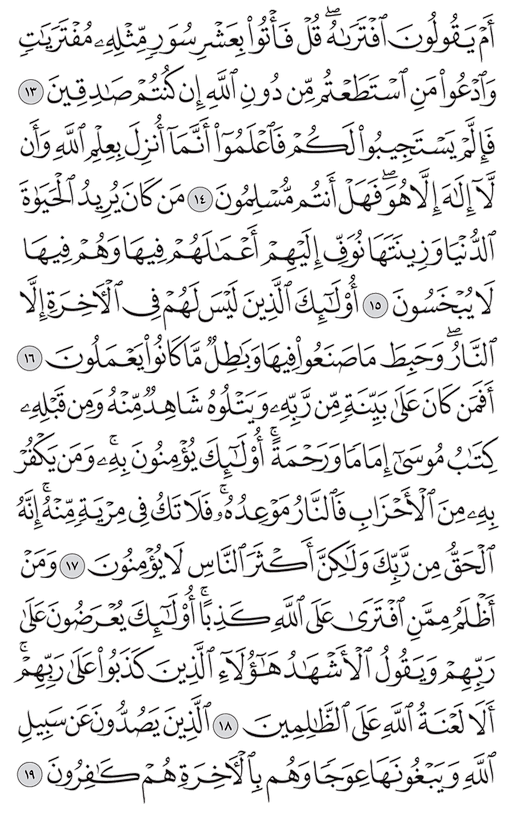 أَمْ يَقُولُونَ ٱفْتَرَىٰهُ ۖ قُلْ فَأْتُوا۟ بِعَشْرِ سُوَرٍ مِّثْلِهِۦ مُفْتَرَيَٰتٍ
وَٱدْعُوا۟ مَنِ ٱسْتَطَعْتُم مِّن دُونِ ٱللَّهِ إِن كُنتُمْ صَٰدِقِينَ ١٣
فَإِلَّمْ يَسْتَجِيبُوا۟ لَكُمْ فَٱعْلَمُوٓا۟ أَنَّمَآ أُنزِلَ بِعِلْمِ ٱللَّهِ وَأَن
لَّآ إِلَٰهَ إِلَّا هُوَ ۖ فَهَلْ أَنتُم مُّسْلِمُونَ ١٤ مَن كَانَ يُرِيدُ ٱلْحَيَوٰةَ
ٱلدُّنْيَا وَزِينَتَهَا نُوَفِّ إِلَيْهِمْ أَعْمَٰلَهُمْ فِيهَا وَهُمْ فِيهَا
لَا يُبْخَسُونَ ١٥ أُو۟لَٰٓئِكَ ٱلَّذِينَ لَيْسَ لَهُمْ فِى ٱلْءَاخِرَةِ إِلَّا
ٱلنَّارُ ۖ وَحَبِطَ مَا صَنَعُوا۟ فِيهَا وَبَٰطِلٌ مَّا كَانُوا۟ يَعْمَلُونَ ١٦
أَفَمَن كَانَ عَلَىٰ بَيِّنَةٍ مِّن رَّبِّهِۦ وَيَتْلُوهُ شَاهِدٌ مِّنْهُ وَمِن قَبْلِهِۦ
كِتَٰبُ مُوسَىٰٓ إِمَامًا وَرَحْمَةً ۚ أُو۟لَٰٓئِكَ يُؤْمِنُونَ بِهِۦ ۚ وَمَن يَكْفُرْ
بِهِۦ مِنَ ٱلْأَحْزَابِ فَٱلنَّارُ مَوْعِدُهُۥ ۚ فَلَا تَكُ فِى مِرْيَةٍ مِّنْهُ ۚ إِنَّهُ
ٱلْحَقُّ مِن رَّبِّكَ وَلَٰكِنَّ أَكْثَرَ ٱلنَّاسِ لَا يُؤْمِنُونَ ١٧ وَمَنْ
أَظْلَمُ مِمَّنِ ٱفْتَرَىٰ عَلَى ٱللَّهِ كَذِبًا ۚ أُو۟لَٰٓئِكَ يُعْرَضُونَ عَلَىٰ
رَبِّهِمْ وَيَقُولُ ٱلْأَشْهَٰدُ هَٰٓؤُلَآءِ ٱلَّذِينَ كَذَبُوا۟ عَلَىٰ رَبِّهِمْ ۚ
أَلَا لَعْنَةُ ٱللَّهِ عَلَى ٱلظَّٰلِمِينَ ١٨ ٱلَّذِينَ يَصُدُّونَ عَن سَبِيلِ
ٱللَّهِ وَيَبْغُونَهَا عِوَجًا وَهُم بِٱلْءَاخِرَةِ هُمْ كَٰفِرُونَ ١٩